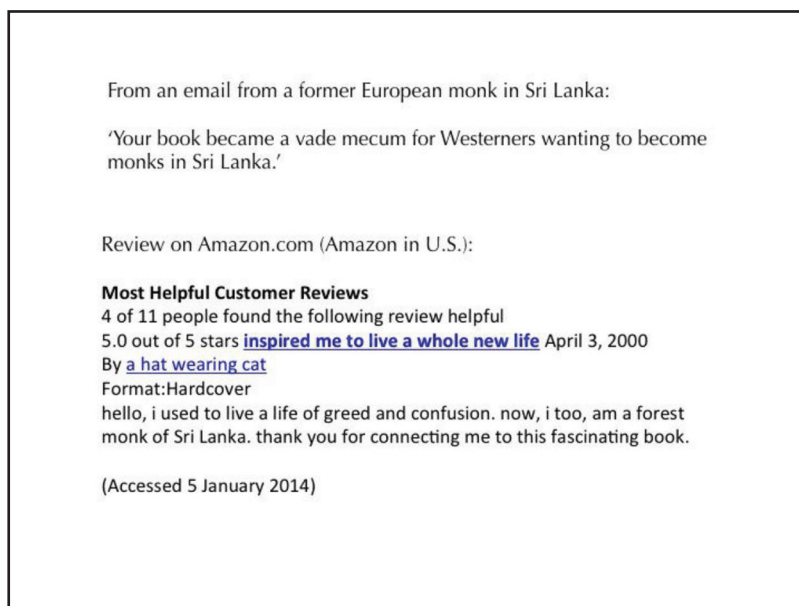 From an email from a former European monk in Sri Lanka:
‘Your book became a vade mecum for Westerners wanting to become
monks in Sri Lanka.’
Review on Amazon.com (Amazon in U.S.):
Most Helpful Customer Reviews
4 of 11 people found the following review helpful
5.0 out of 5 stars inspired me to live a whole new life April 3, 2000
By a hat wearing cat
Format:Hardcover
hello, i used to live a life of greed and confusion. now, i too, am a forest
monk of Sri Lanka. thank you for connecting me to this fascinating book.
(Accessed 5 January 2014)